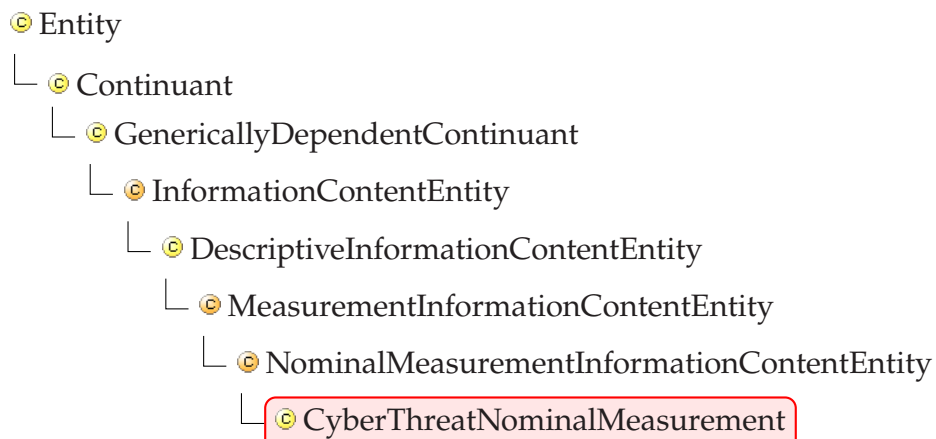 Entity
Continuant
GenericallyDependentContinuant
InformationContentEntity
DescriptiveInformationContentEntity
MeasurementInformationContentEntity
NominalMeasurementInformationContentEntity
CyberThreatNominalMeasurement